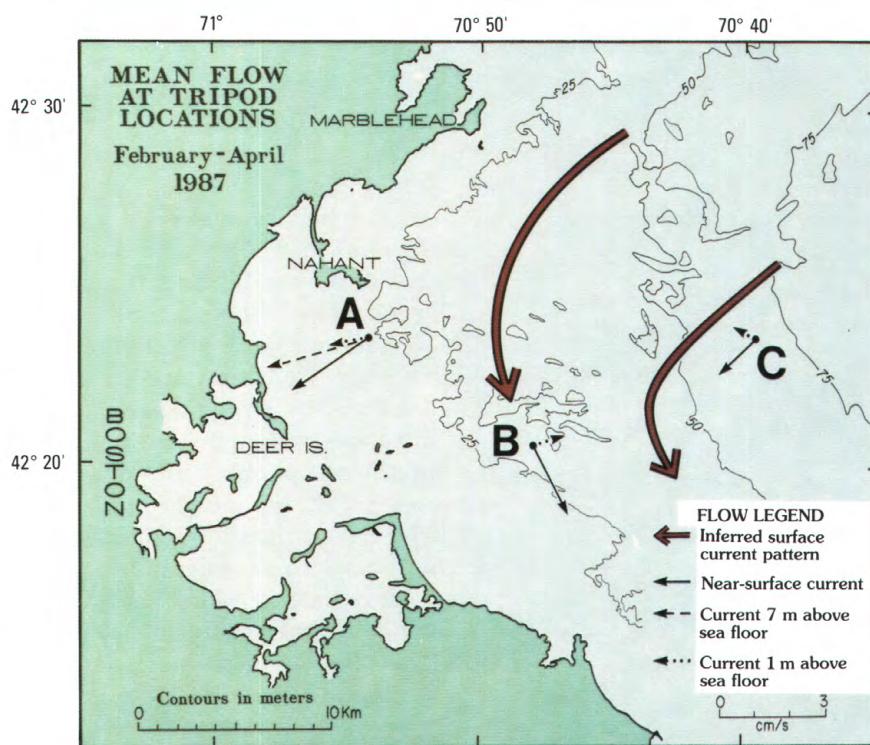 71°
70° 50'
70° 40'
MEAN FLOW
AT TRIPOD
LOCATIONS
February-April
1987
42° 30'
MARBLEHEAD
25
50
75
NAHANT
A
C
75
50
BOSTON
DEER IS.
25
B
42° 20'
FLOW LEGEND
Inferred surface
current pattern
Near-surface current
Current 7 m above
sea floor
Current 1 m above
sea floor
Contours in meters
0 10 Km
0 3
cm/s